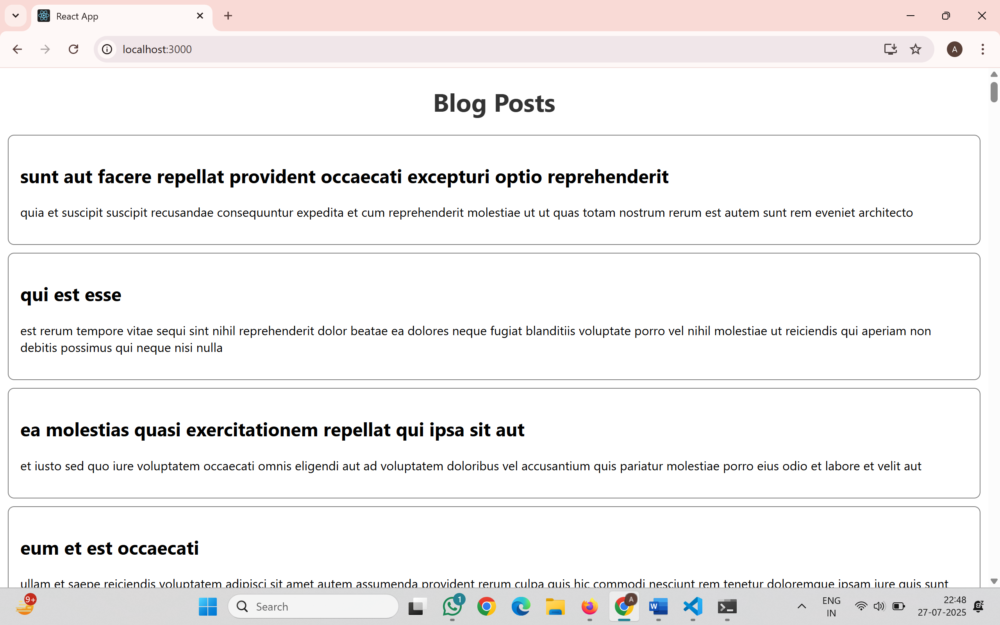 React App
localhost:3000
A
Blog Posts
sunt aut facere repellat provident occaecati excepturi optio reprehenderit
quia et suscipit suscipit recusandae consequuntur expedita et cum reprehenderit molestiae ut ut quas totam nostrum rerum est autem sunt rem eveniet architecto
qui est esse
est rerum tempore vitae sequi sint nihil reprehenderit dolor beatae ea dolores neque fugiat blanditiis voluptate porro vel nihil molestiae ut reiciendis qui aperiam non
debitis possimus qui neque nisi nulla
ea molestias quasi exercitationem repellat qui ipsa sit aut
et iusto sed quo iure voluptatem occaecati omnis eligendi aut ad voluptatem doloribus vel accusantium quis pariatur molestiae porro eius odio et labore et velit aut
eum et est occaecati
ullam et saepe reiciendis voluptatem adipisci sit amet autem assumenda provident rerum culpa quis hic commodi nesciunt rem tenetur doloremque ipsam iure quis sunt
9+
Search
1
A
W
ENG
IN
22:48
27-07-2025